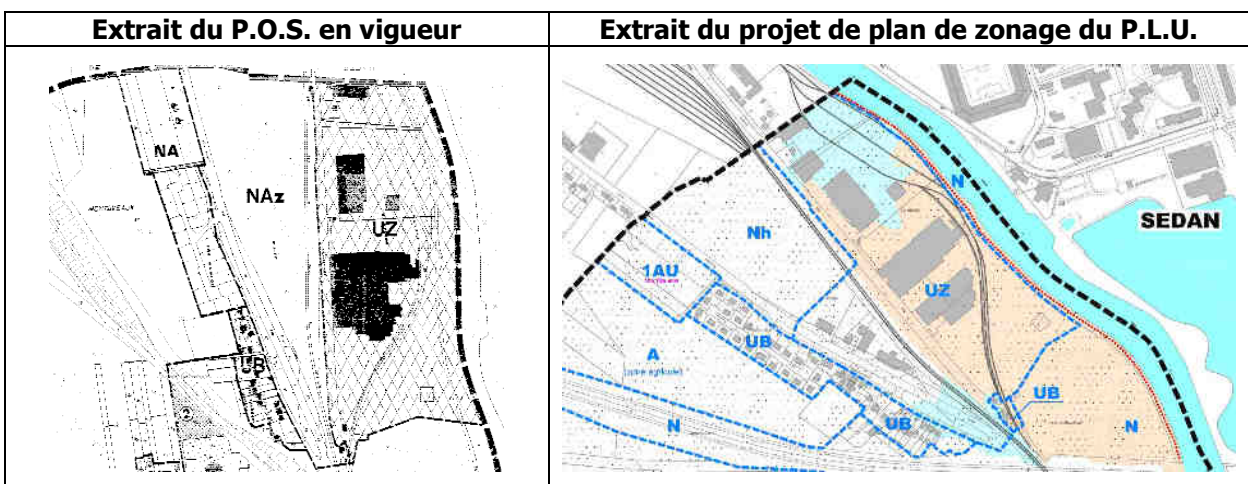 Extrait du P.O.S. en vigueur
Extrait du projet de plan de zonage du P.L.U.
NA
NAz
UZ
UB
2
N
SEDAN
Nh
1AU
UZ
UB
A
UB
N
UB
N